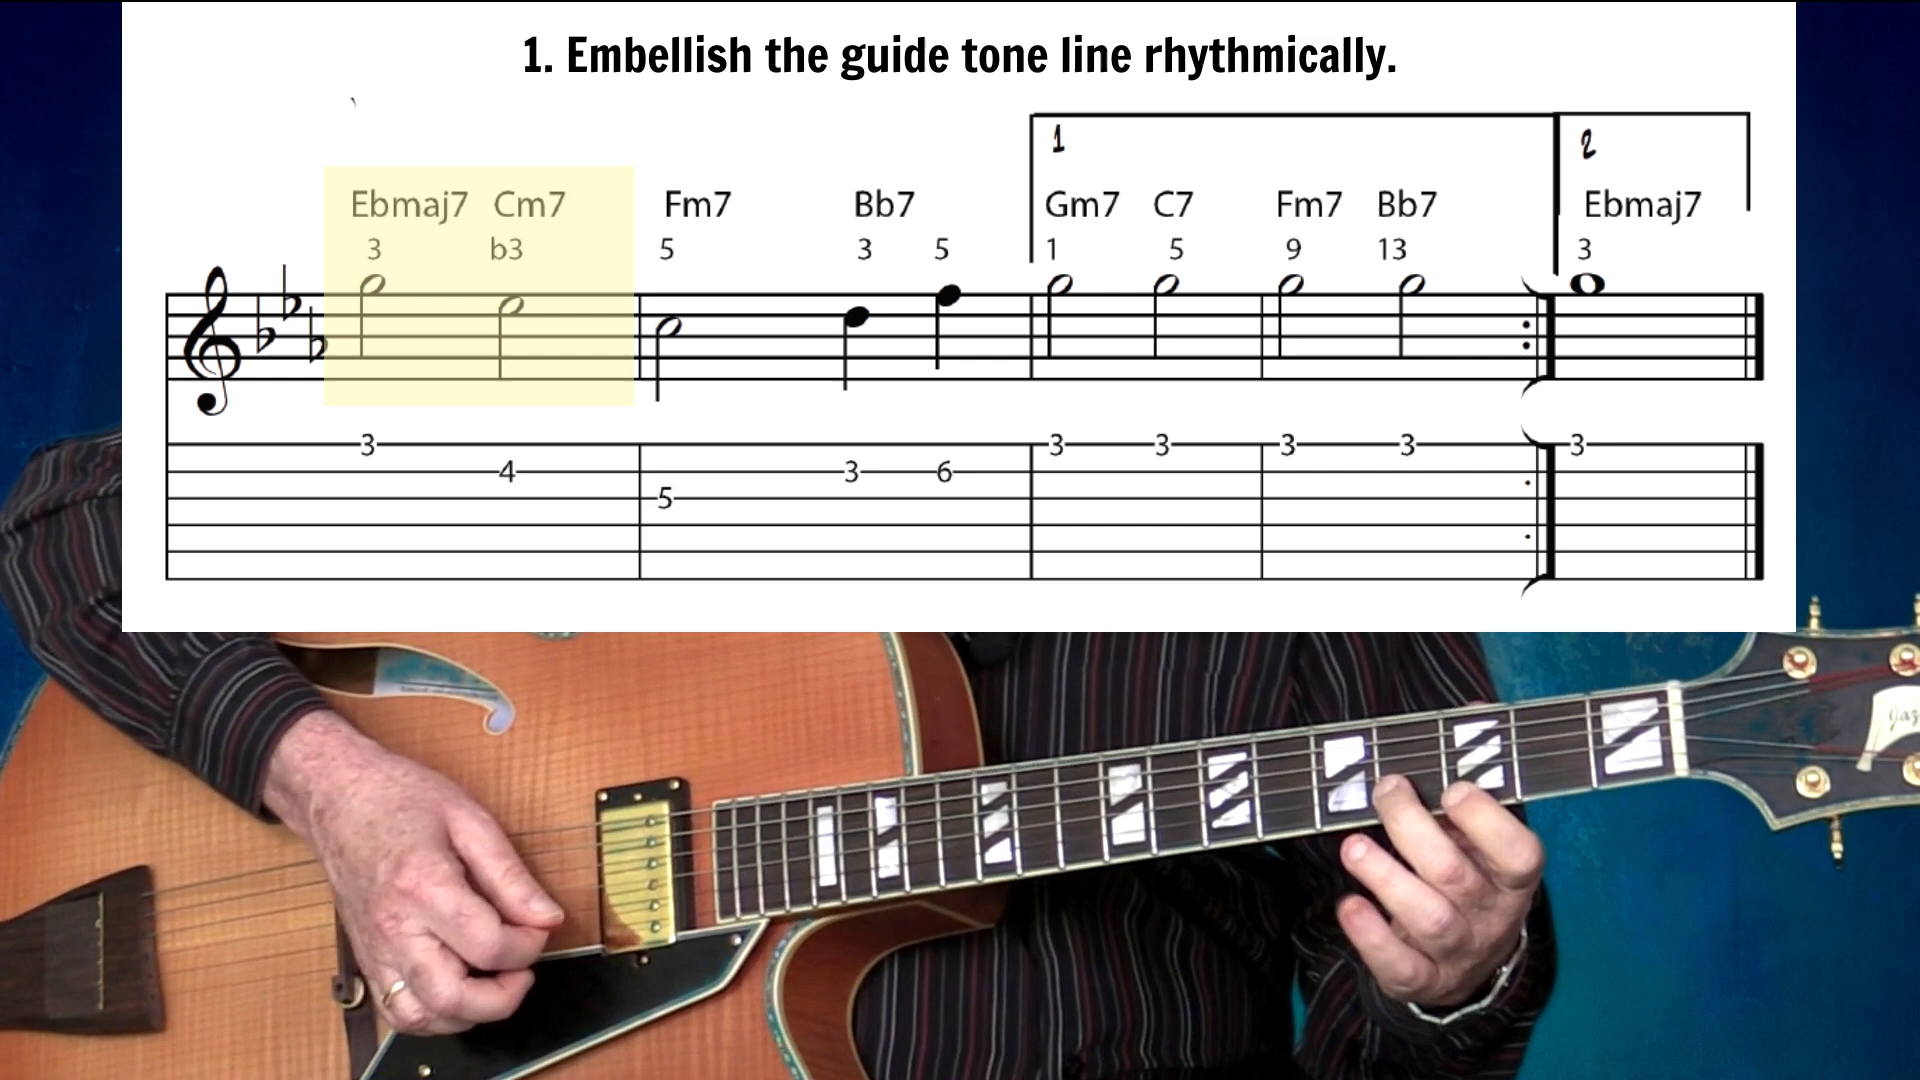 1. Embellish the guide tone line rhythmically.
1
2
Ebmaj7 Cm7 Fm7 Bb7 Gm7 C7 Fm7 Bb7 Ebmaj7
3 b3 5 3 5 1 5 9 13 3
3 3 3 3 3 3
4 3 6
5